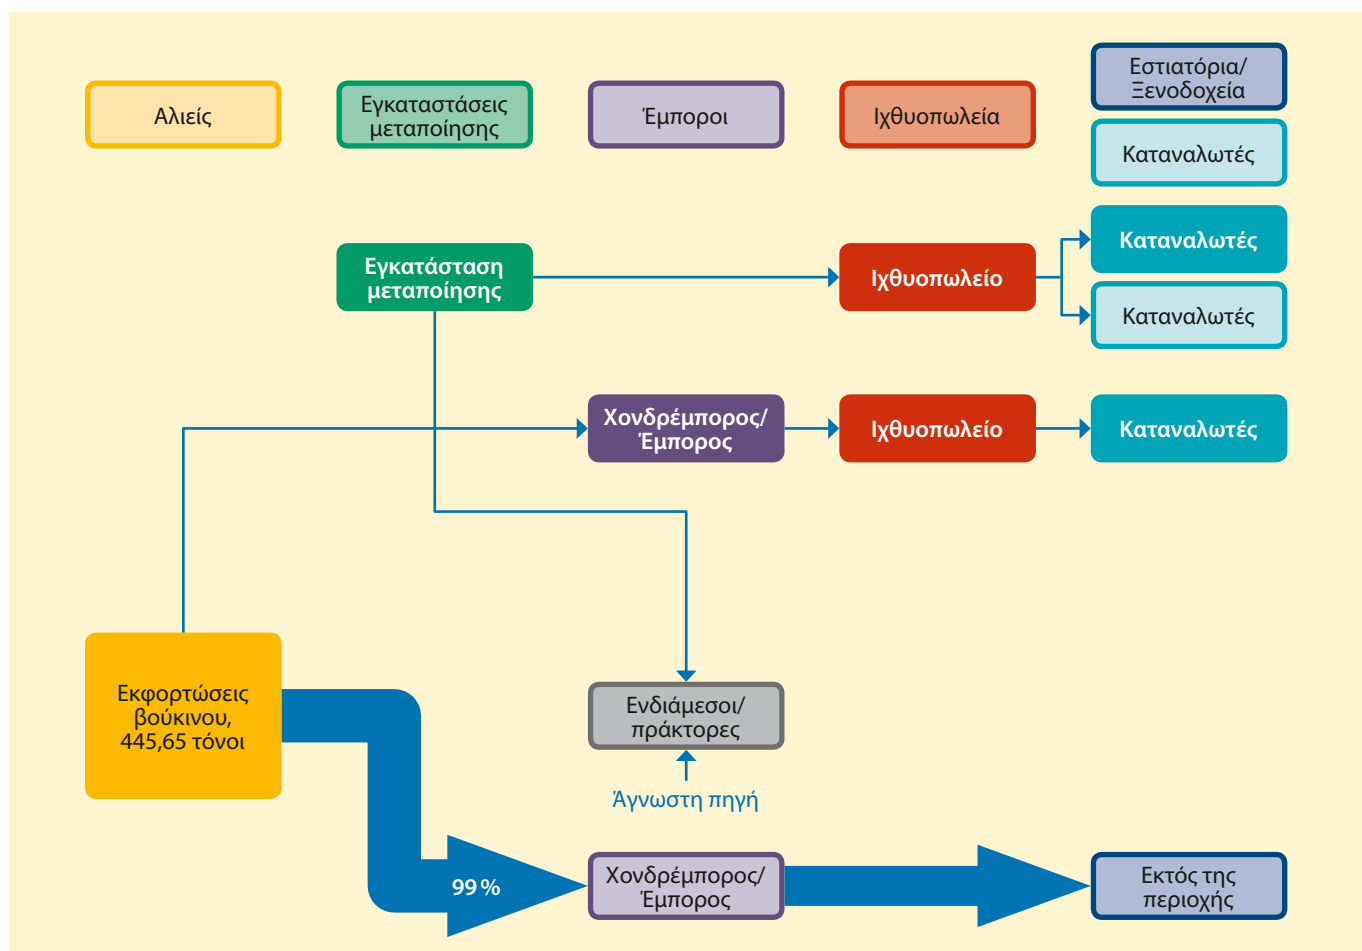 Αλιείς
Εγκαταστάσεις
μεταποίησης
Έμποροι
Ιχθυοπωλεία
Εστιατόρια/
Ξενοδοχεία
Καταναλωτές
Εγκατάσταση
μεταποίησης
Ιχθυοπωλείο
Καταναλωτές
Καταναλωτές
Χονδρέμπορος/
Έμπορος
Ιχθυοπωλείο
Καταναλωτές
Εκφορτώσεις
βούκινου,
445,65 τόνοι
Ενδιάμεσοι/
πράκτορες
Άγνωστη πηγή
99 %
Χονδρέμπορος/
Έμπορος
Εκτός της
περιοχής